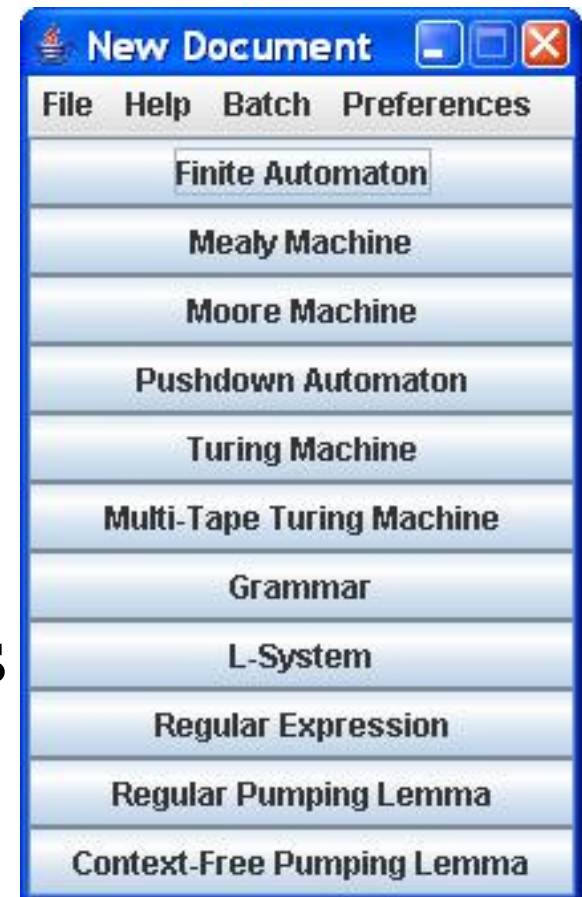 New Document
File Help Batch Preferences
Finite Automaton
Mealy Machine
Moore Machine
Pushdown Automaton
Turing Machine
Multi-Tape Turing Machine
Grammar
L-System
s
Regular Expression
Regular Pumping Lemma
Context-Free Pumping Lemma